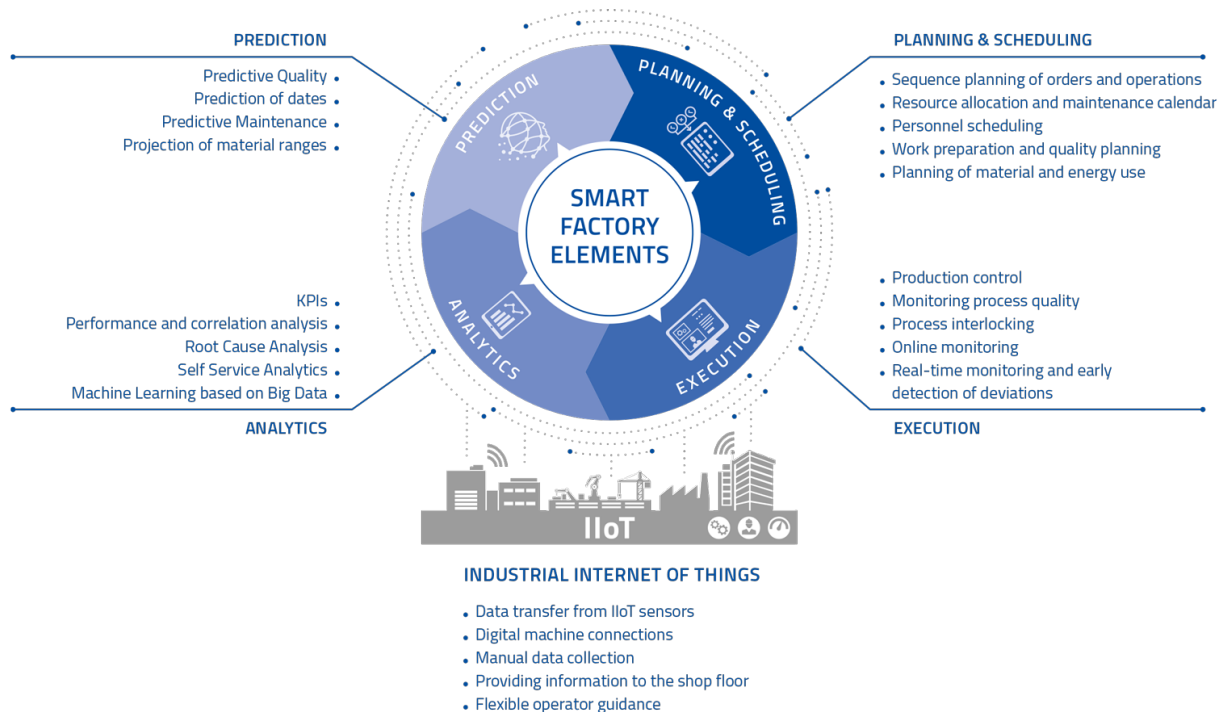 PREDICTION
Predictive Quality
Prediction of dates
Predictive Maintenance
Projection of material ranges
PLANNING & SCHEDULING
Sequence planning of orders and operations
Resource allocation and maintenance calendar
Personnel scheduling
Work preparation and quality planning
Planning of material and energy use
PREDICTION
PLANNING & SCHEDULING
SMART
FACTORY
ELEMENTS
ANALYTICS
EXECUTION
KPIs
Performance and correlation analysis
Root Cause Analysis
Self Service Analytics
Machine Learning based on Big Data
ANALYTICS
Production control
Monitoring process quality
Process interlocking
Online monitoring
Real-time monitoring and early
detection of deviations
EXECUTION
IIoT
INDUSTRIAL INTERNET OF THINGS
Data transfer from IIoT sensors
Digital machine connections
Manual data collection
Providing information to the shop floor
Flexible operator guidance